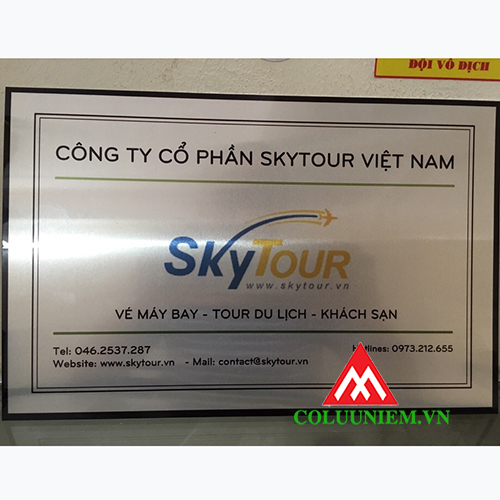 ĐỘI VÔ ĐỊCH
CÔNG TY CỔ PHẦN SKYTOUR VIỆT NAM
SKYTOUR
www.skytour.vn
VÉ MÁY BAY - TOUR DU LỊCH - KHÁCH SẠN
Tel: 046.2537.287 Hotlines: 0973.212.655
Website: www.skytour.vn - Mail: contact@skytour.vn
COLUUNIEM.VN